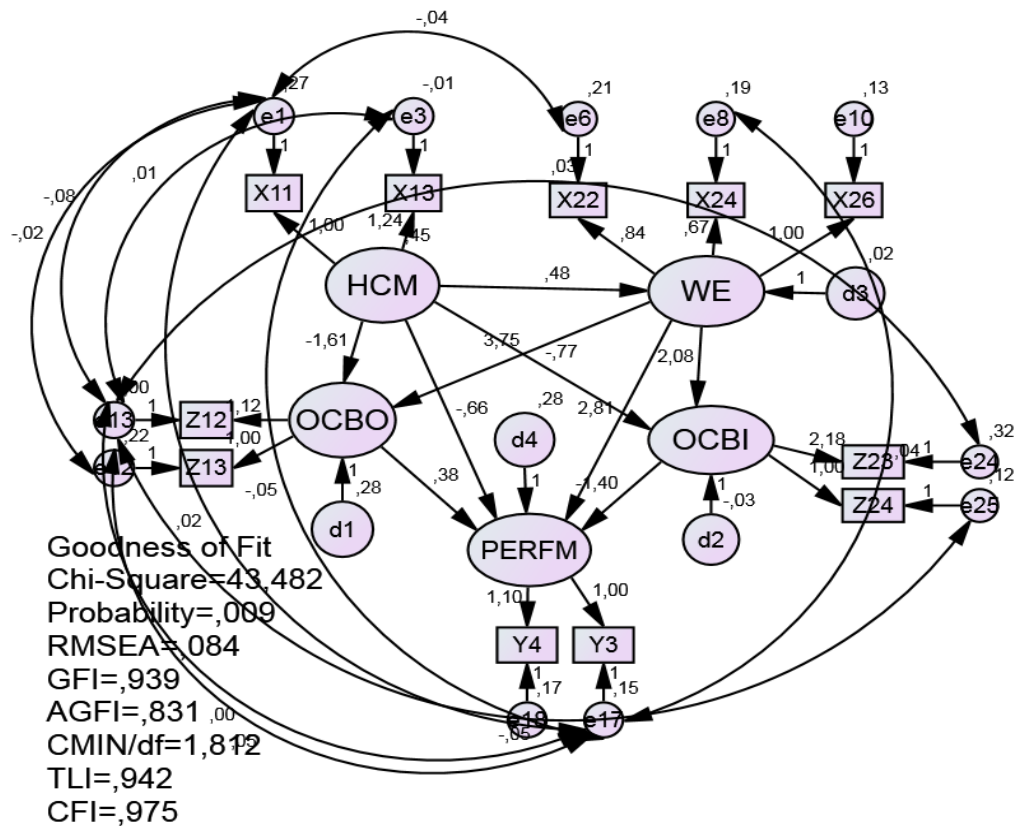 -,04
,27 -,01 ,21 ,19 ,13
e1 e3 e6 e8 e10
1 1 1 1 1
,01 ,03
-,08 X11 X13 X22 X24 X26
-,02 1,00 1,24 ,45 ,84 ,67 1,00 ,02
HCM ,48 WE 1 d3
-1,61 3,75 -,77 2,08
,00 ,28
1 Z12 1,12 OCBO -,66 d4 2,81 OCBI 2,18 Z23 ,04 1 e24 ,32
,22 1 Z13 1,00 1,00 Z24 1 e25 ,12
-,05 1 ,28 ,38 1 -1,40 1 -,03
,02 d1 PERFM d2
Goodness of Fit
Chi-Square=43,482
Probability=,009
RMSEA=,084
GFI=,939
AGFI=,831
CMIN/df=1,812
TLI=,942
CFI=,975
1,10 1,00
Y4 Y3
1 ,17 1 ,15
e18 e17
,00 -,05